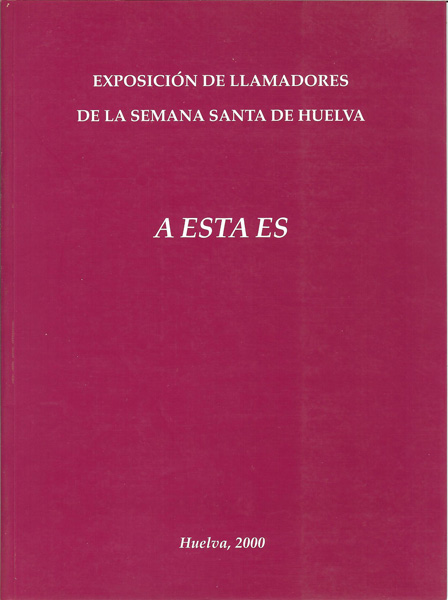 EXPOSICIÓN DE LLAMADORES
DE LA SEMANA SANTA DE HUELVA
A ESTA ES
Huelva, 2000